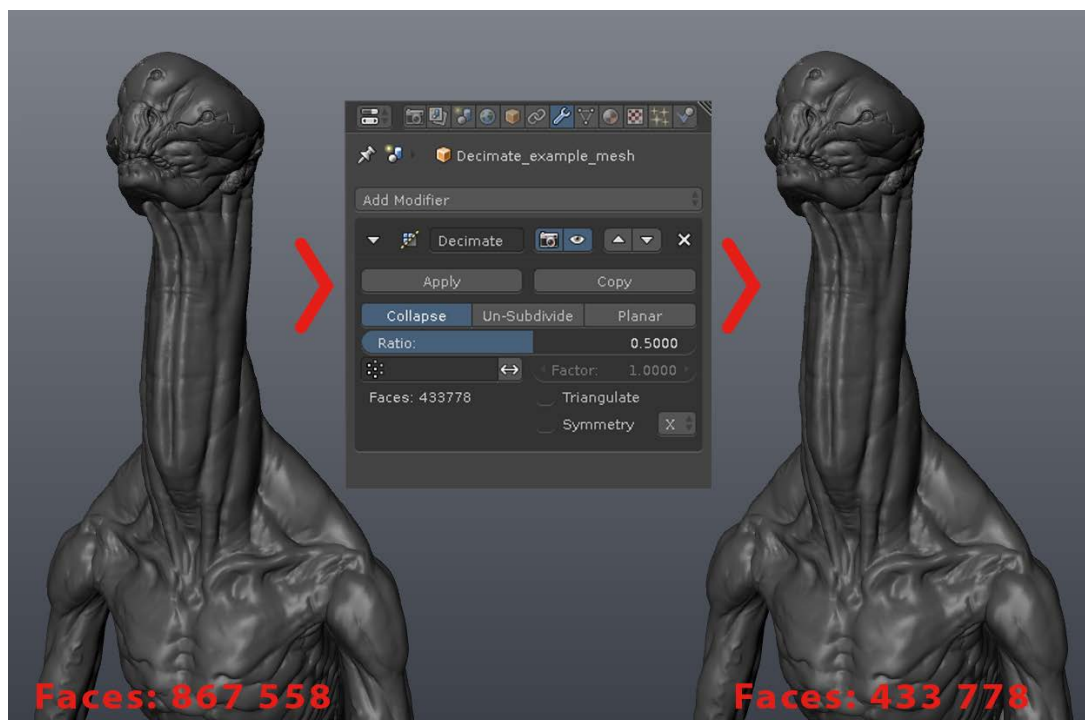 Decimate_example_mesh
Add Modifier
Decimate
Apply Copy
Collapse Un-Subdivide Planar
Ratio: 0.5000
Factor: 1.0000
Faces: 433778 Triangulate
Symmetry X
Faces: 867 558 Faces: 433 778